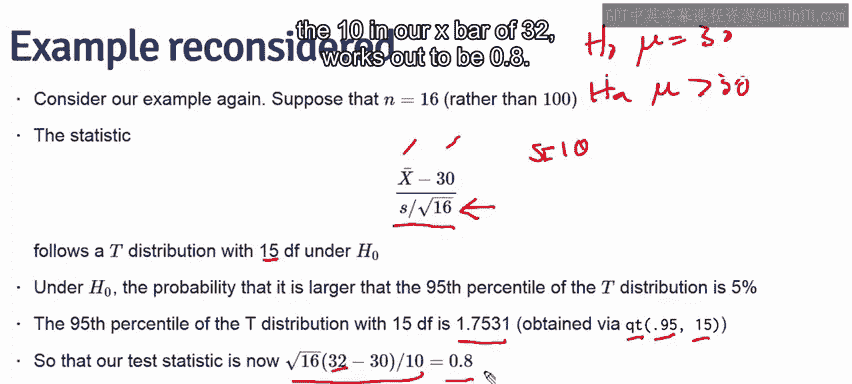 GPT中英字幕课程资源@bilibili.com
the 10 in our x bar of 32,
works out to be 0.8.
Example reconsidered
H₀ μ = 30
Hₐ μ > 30
• Consider our example again. Suppose that n = 16 (rather than 100)
• The statistic
X̄ − 30
s/√16
follows a T distribution with 15 df under H₀
• Under H₀, the probability that it is larger that the 95th percentile of the T distribution is 5%
• The 95th percentile of the T distribution with 15 df is 1.7531 (obtained via qt(.95, 15))
• So that our test statistic is now √16(32 − 30)/10 = 0.8